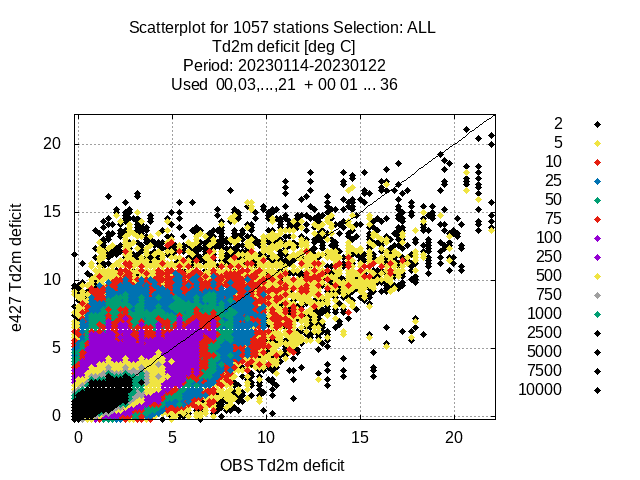 Scatterplot for 1057 stations Selection: ALL
Td2m deficit [deg C]
Period: 20230114-20230122
Used 00,03,...,21 + 00 01 ... 36
e427 Td2m deficit
20
15
10
5
0
0 5 10 15 20
OBS Td2m deficit
2
5
10
25
50
75
100
250
500
750
1000
2500
5000
7500
10000